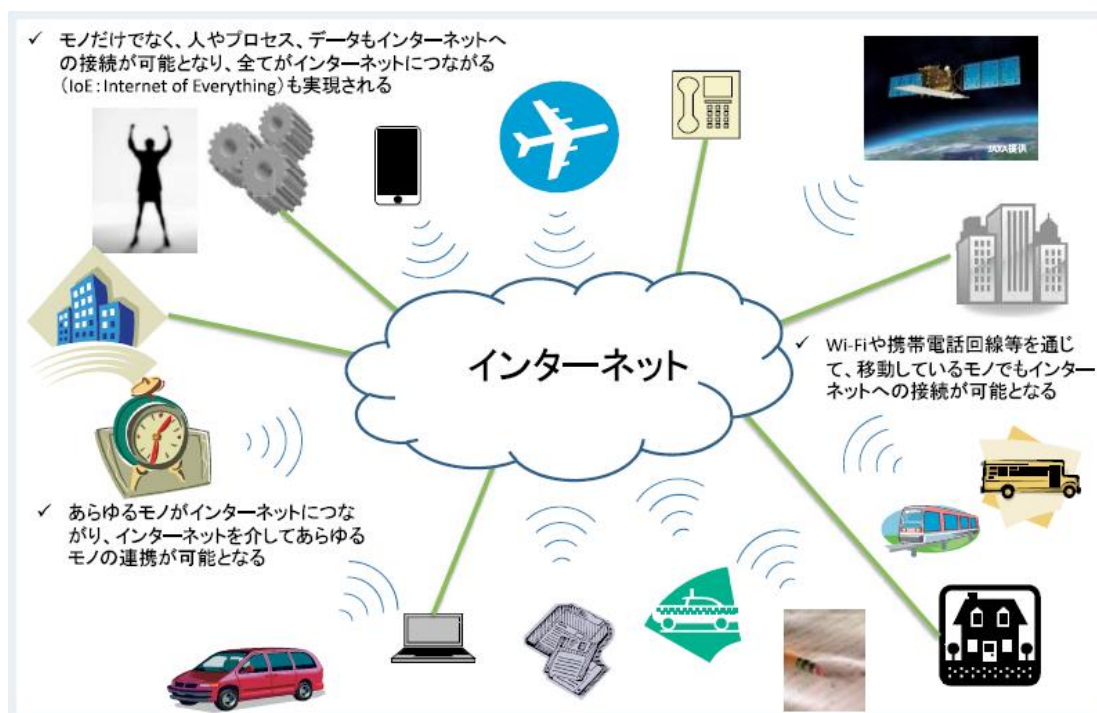 ✓ モノだけでなく、人やプロセス、データもインターネットへ
の接続が可能となり、全てがインターネットにつながる
(IoE:Internet of Everything)も実現される
JAXA提供
インターネット
✓ Wi-Fiや携帯電話回線等を通じ
て、移動しているモノでもインター
ネットへの接続が可能となる
✓ あらゆるモノがインターネットにつな
がり、インターネットを介してあらゆる
モノの連携が可能となる